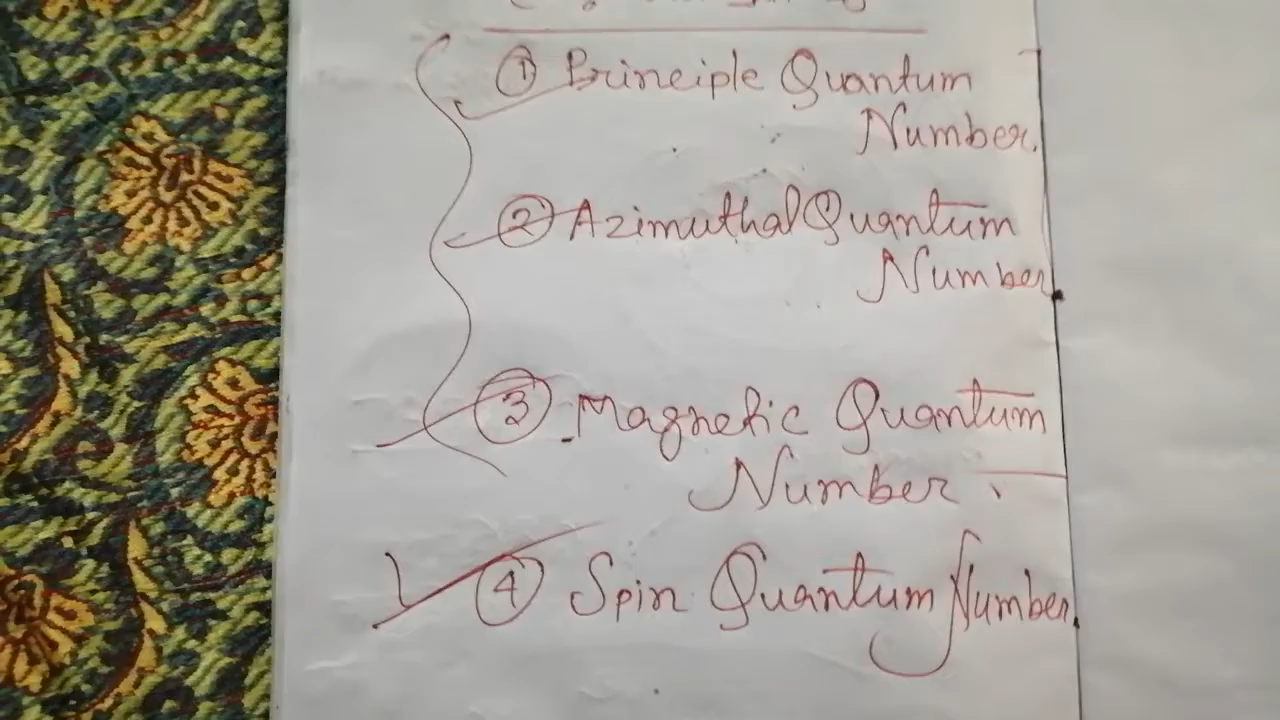 ① Principle Quantum
Number.
② Azimuthal Quantum
Number
③ Magnetic Quantum
Number.
④ Spin Quantum Number.